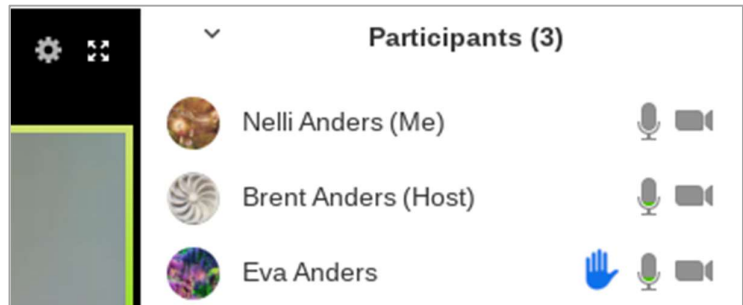 Participants (3)
Nelli Anders (Me)
Brent Anders (Host)
Eva Anders